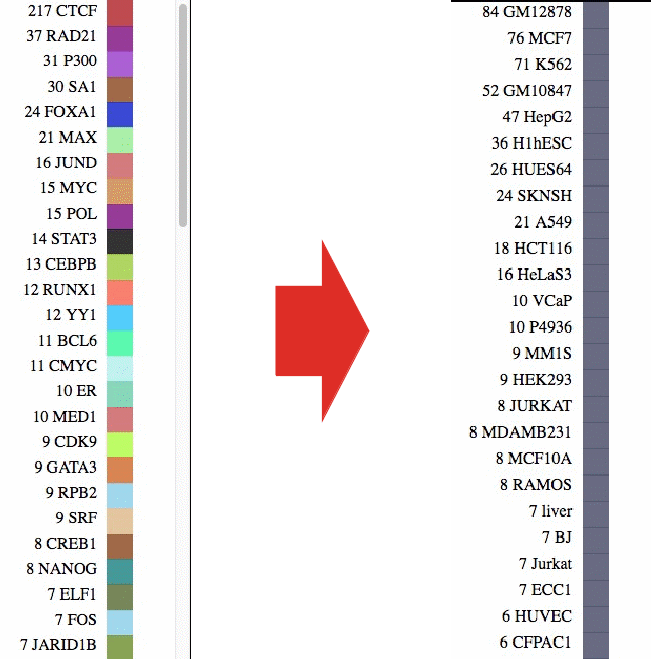 217 CTCF
37 RAD21
31 P300
30 SA1
24 FOXA1
21 MAX
16 JUND
15 MYC
15 POL
14 STAT3
13 CEBPB
12 RUNX1
12 YY1
11 BCL6
11 CMYC
10 ER
10 MED1
9 CDK9
9 GATA3
9 RPB2
9 SRF
8 CREB1
8 NANOG
7 ELF1
7 FOS
7 JARID1B
84 GM12878
76 MCF7
71 K562
52 GM10847
47 HepG2
36 H1hESC
26 HUES64
24 SKNSH
21 A549
18 HCT116
16 HeLaS3
10 VCaP
10 P4936
9 MM1S
9 HEK293
8 JURKAT
8 MDAMB231
8 MCF10A
8 RAMOS
7 liver
7 BJ
7 Jurkat
7 ECC1
6 HUVEC
6 CFPAC1